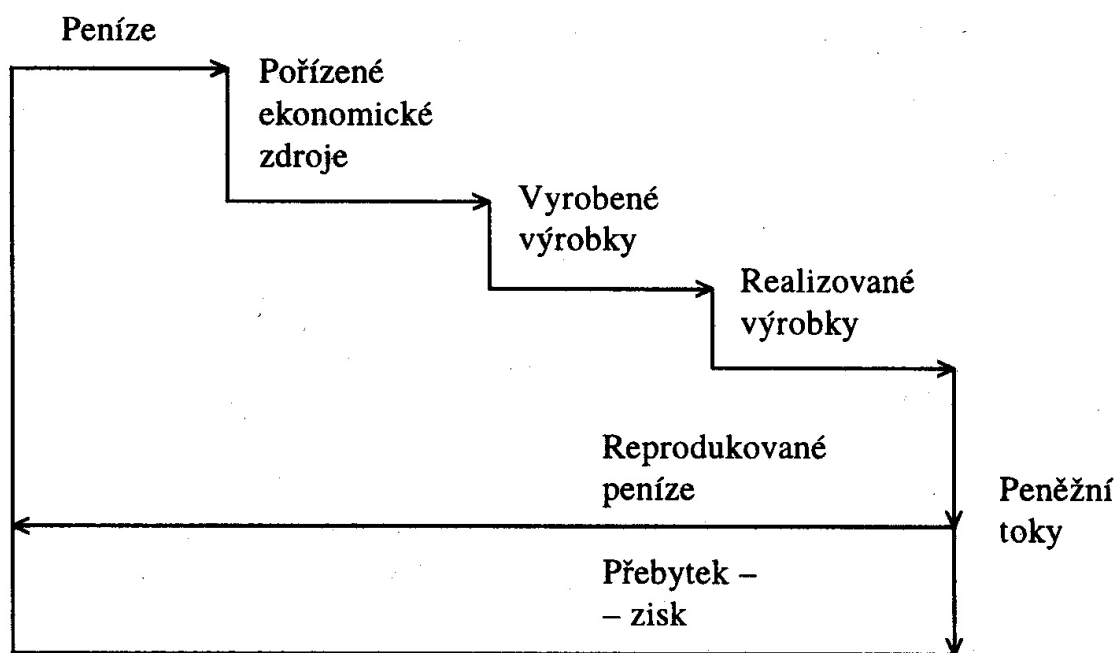 Peníze
Pořízené
ekonomické
zdroje
Vyrobené
výrobky
Realizované
výrobky
Reprodukované
peníze
Peněžní
toky
Přebytek –
– zisk